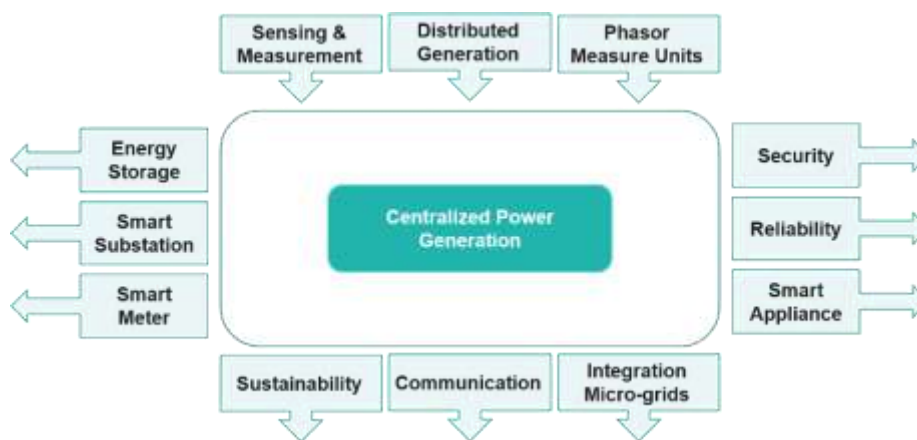 Sensing &
Measurement
Distributed
Generation
Phasor
Measure Units
Energy
Storage
Security
Smart
Substation
Centralized Power
Generation
Reliability
Smart
Meter
Smart
Appliance
Sustainability
Communication
Integration
Micro-grids